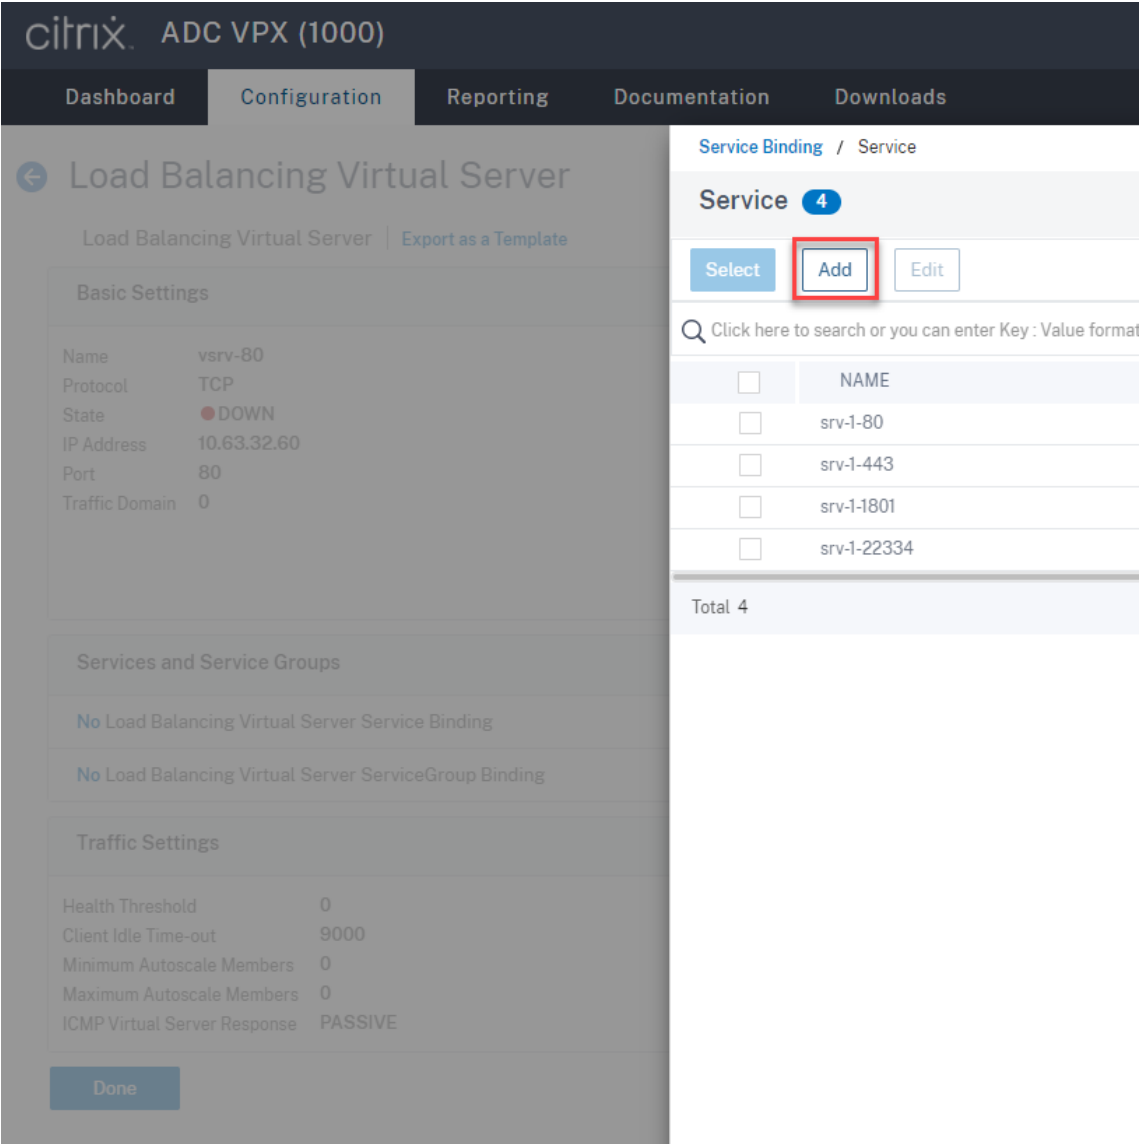 citrix. ADC VPX (1000)
Dashboard Configuration Reporting Documentation Downloads
Load Balancing Virtual Server
Load Balancing Virtual Server | Export as a Template
Basic Settings
Name vsrv-80
Protocol TCP
State DOWN
IP Address 10.63.32.60
Port 80
Traffic Domain 0
Services and Service Groups
No Load Balancing Virtual Server Service Binding
No Load Balancing Virtual Server ServiceGroup Binding
Traffic Settings
Health Threshold 0
Client Idle Time-out 9000
Minimum Autoscale Members 0
Maximum Autoscale Members 0
ICMP Virtual Server Response PASSIVE
Done
Service Binding / Service
Service 4
Select Add Edit
Click here to search or you can enter Key : Value format
NAME
srv-1-80
srv-1-443
srv-1-1801
srv-1-22334
Total 4